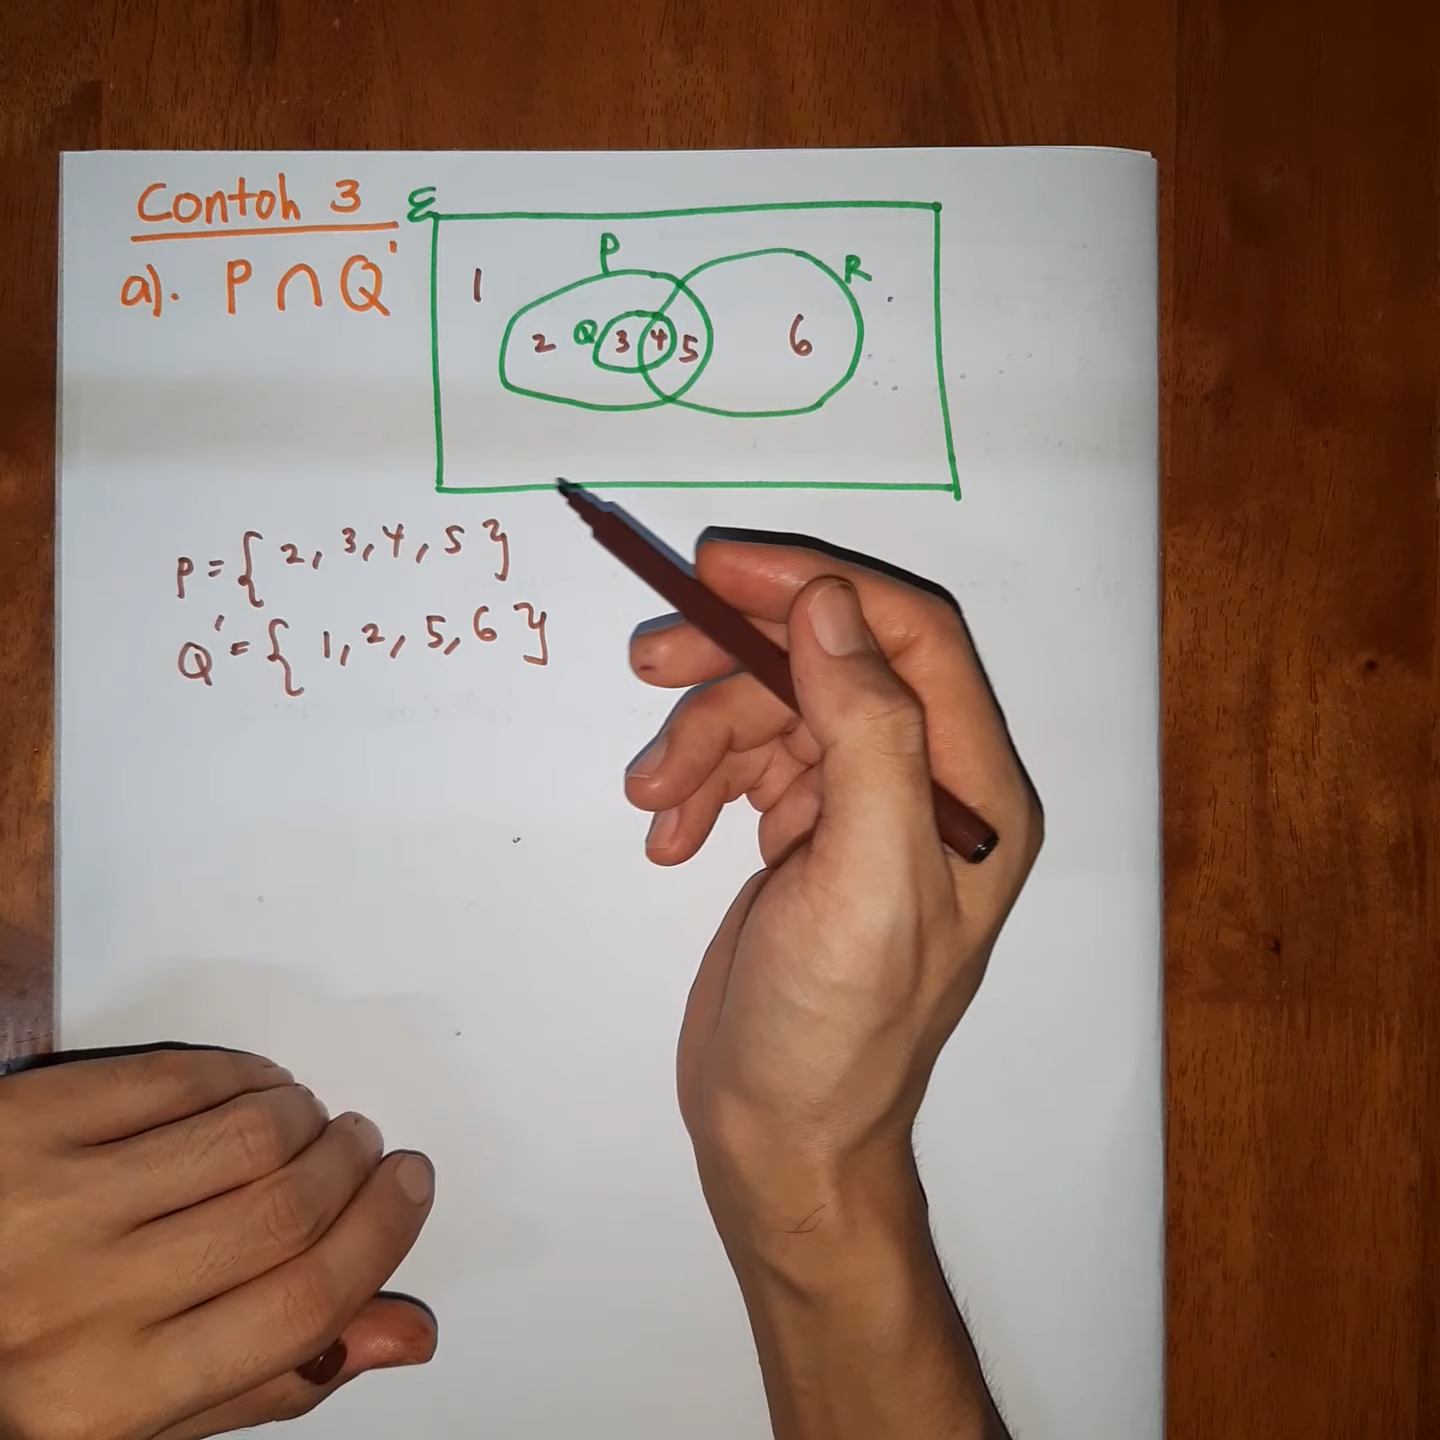 Contoh 3
a). P ∩ Q'
ε
P
R
1
2 Q 3 4 5 6
P = { 2, 3, 4, 5 }
Q' = { 1, 2, 5, 6 }